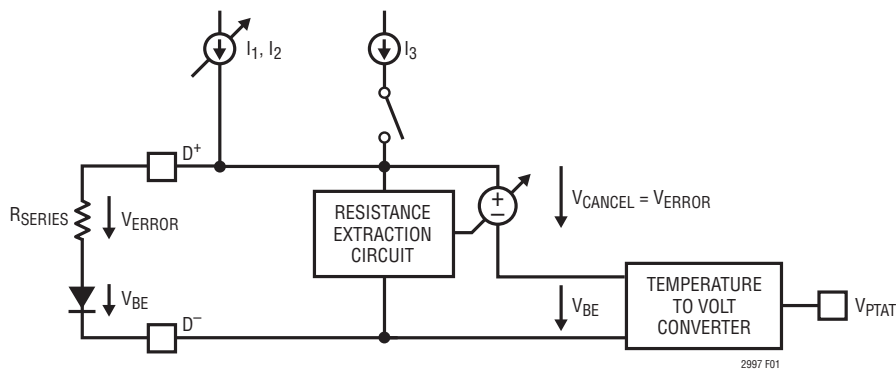 I1, I2
I3
D+
RSERIES
VERROR
VBE
D−
RESISTANCE
EXTRACTION
CIRCUIT
+
−
VCANCEL = VERROR
VBE
TEMPERATURE
TO VOLT
CONVERTER
VPTAT
2997 F01